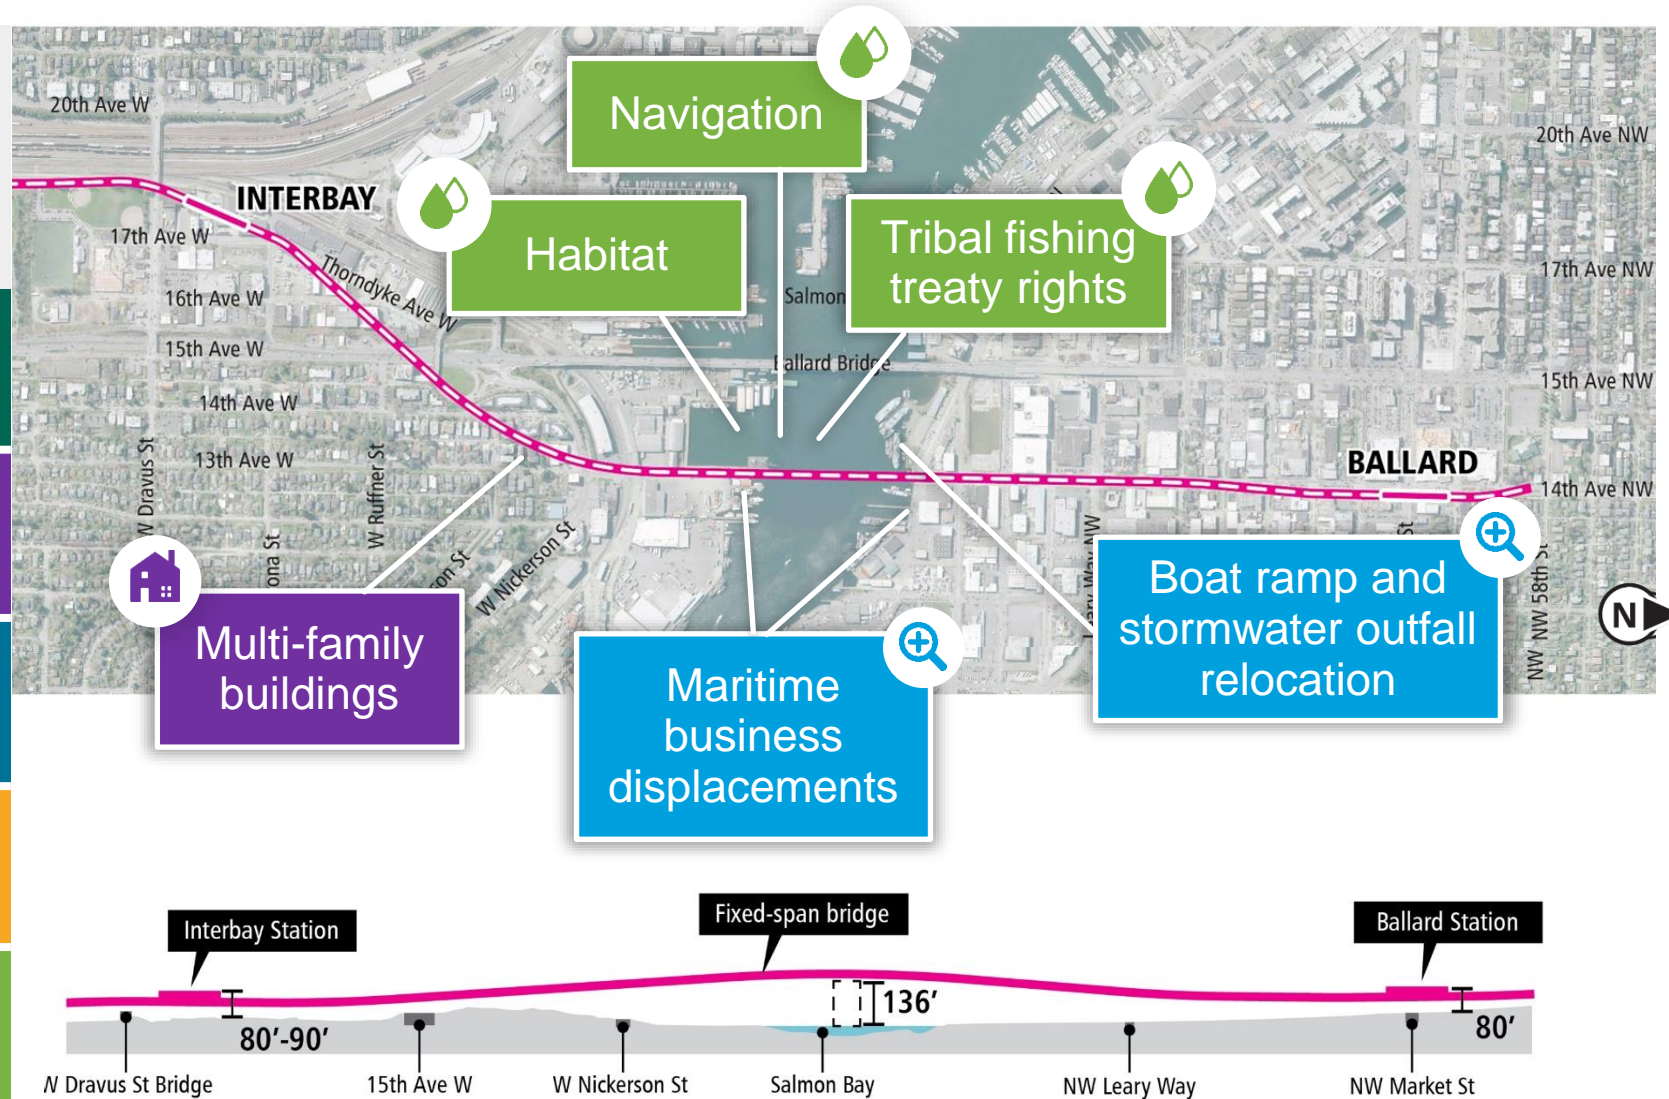 Navigation
20th Ave W
20th Ave NW
INTERBAY
Habitat
Tribal fishing
treaty rights
17th Ave W
17th Ave NW
Thorndyke Ave W
16th Ave W
Salmon
15th Ave W
Ballard Bridge
15th Ave NW
14th Ave W
13th Ave W
BALLARD
14th Ave NW
W Dravus St
W Ruffner St
W Nickerson St
St
NW 58th St
NW
N
Multi-family
buildings
Maritime
business
displacements
Boat ramp and
stormwater outfall
relocation
Interbay Station
Fixed-span bridge
Ballard Station
136’
80’-90’
80’
W Dravus St Bridge
15th Ave W
W Nickerson St
Salmon Bay
NW Leary Way
NW Market St